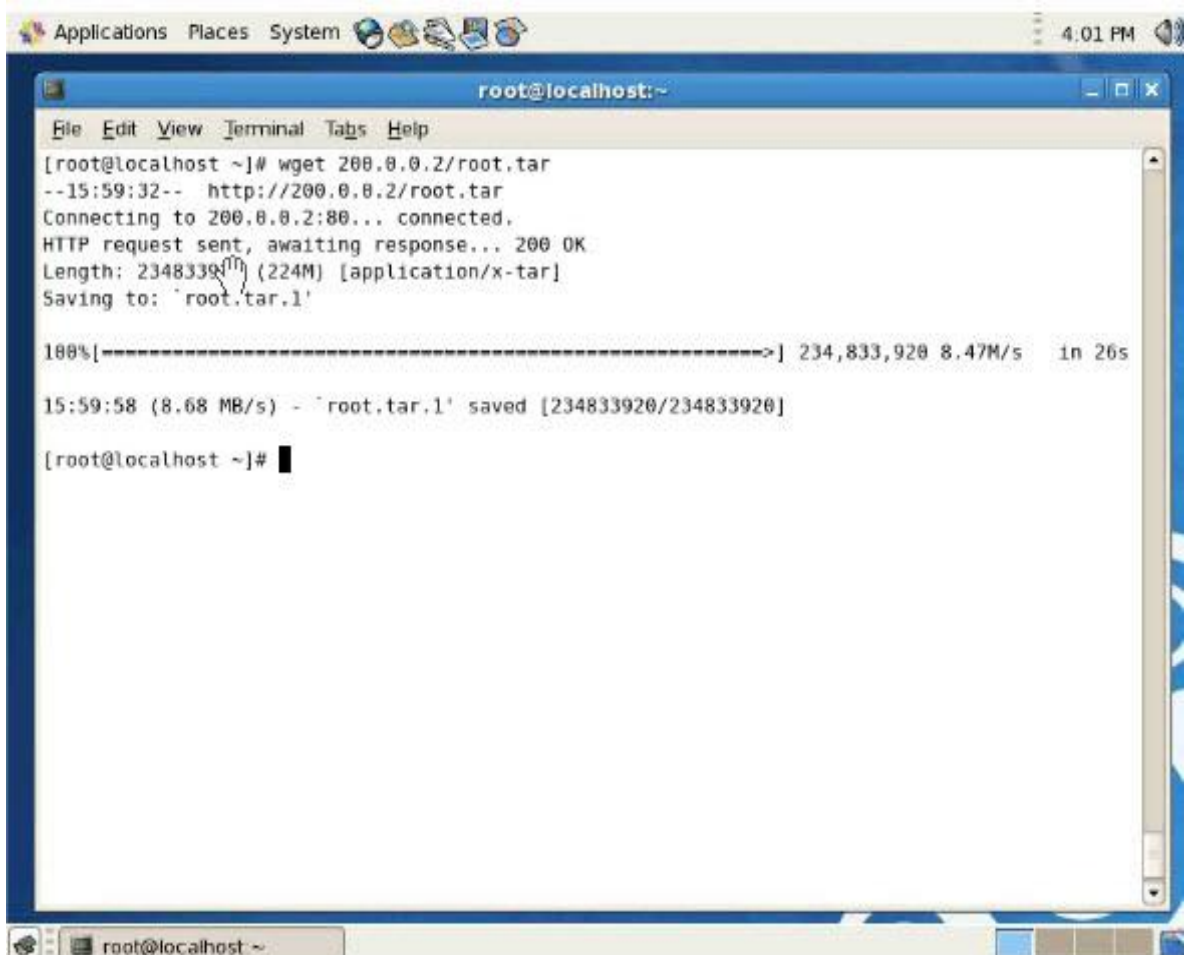 Applications Places System 4:01 PM
root@localhost:~
File Edit View Terminal Tabs Help
[root@localhost ~]# wget 200.0.0.2/root.tar
--15:59:32-- http://200.0.0.2/root.tar
Connecting to 200.0.0.2:80... connected.
HTTP request sent, awaiting response... 200 OK
Length: 2348339 (224M) [application/x-tar]
Saving to: `root.tar.1'
100%[======================================================>] 234,833,920 8.47M/s in 26s
15:59:58 (8.68 MB/s) - `root.tar.1' saved [234833920/234833920]
[root@localhost ~]#
root@localhost:~